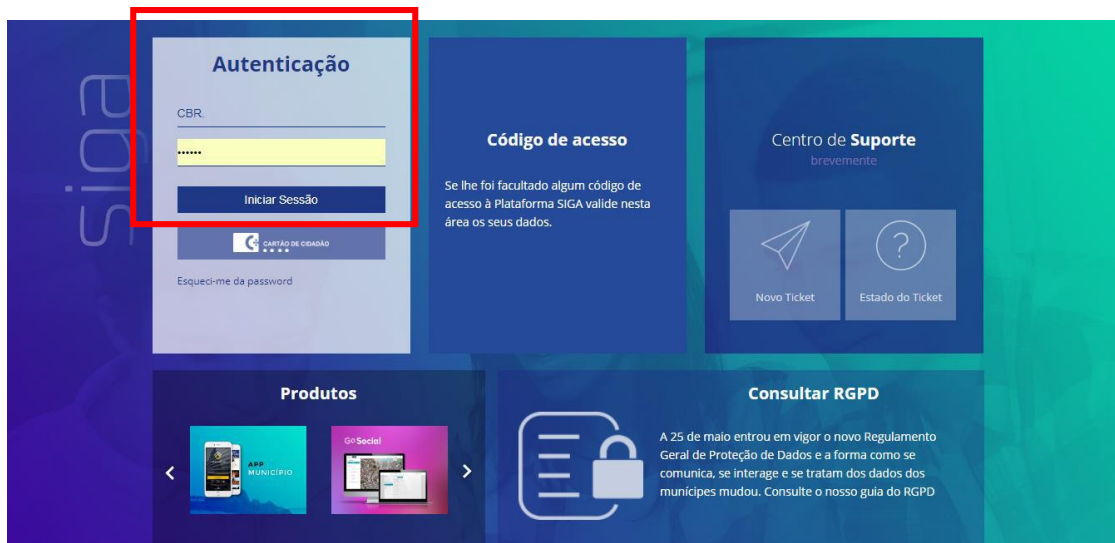 siga
Autenticação
CBR.
••••••
Iniciar Sessão
CARTÃO DE CIDADÃO
Esqueci-me da password
Código de acesso
Se lhe foi facultado algum código de
acesso à Plataforma SIGA valide nesta
área os seus dados.
Centro de Suporte
brevemente
Novo Ticket
Estado do Ticket
Produtos
APP
MUNICÍPIO
GoSocial
Consultar RGPD
A 25 de maio entrou em vigor o novo Regulamento
Geral de Proteção de Dados e a forma como se
comunica, se interage e se tratam dos dados dos
munícipes mudou. Consulte o nosso guia do RGPD